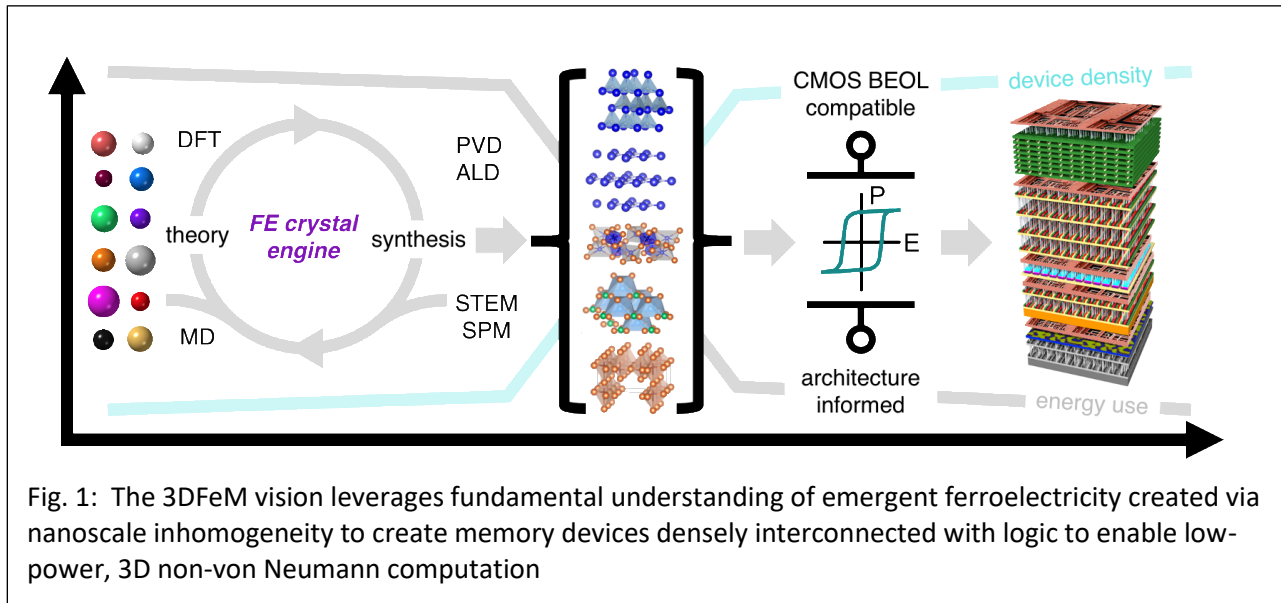 DFT
MD
theory
FE crystal
engine
synthesis
PVD
ALD
STEM
SPM
CMOS BEOL
compatible
P
E
architecture
informed
device density
energy use
Fig. 1:  The 3DFeM vision leverages fundamental understanding of emergent ferroelectricity created via
nanoscale inhomogeneity to create memory devices densely interconnected with logic to enable low-
power, 3D non-von Neumann computation